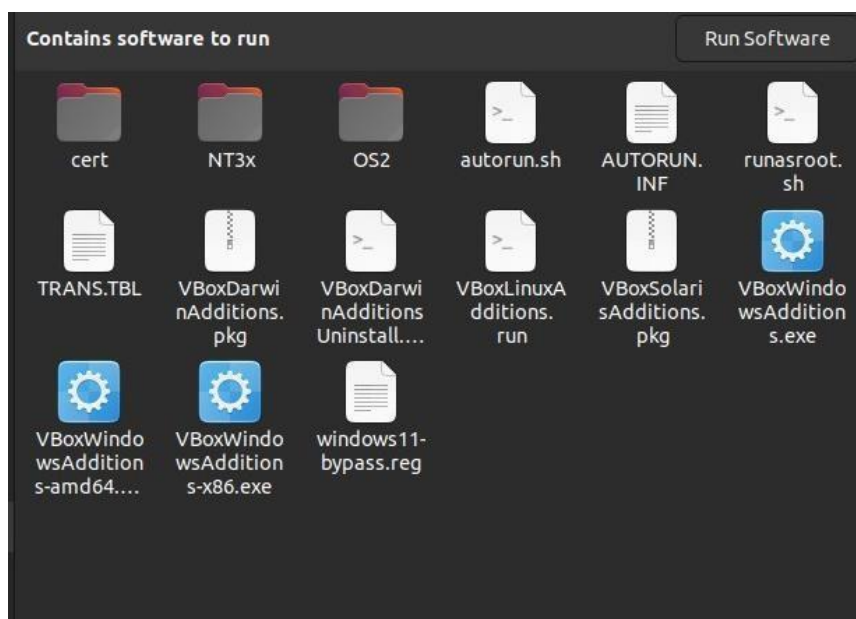 Contains software to run
Run Software
cert
NT3x
OS2
autorun.sh
AUTORUN.
INF
runasroot.
sh
TRANS.TBL
VBoxDarwi
nAdditions.
pkg
VBoxDarwi
nAdditions
Uninstall.…
VBoxLinuxA
dditions.
run
VBoxSolari
sAdditions.
pkg
VBoxWindo
wsAddition
s.exe
VBoxWindo
wsAddition
s-amd64.…
VBoxWindo
wsAddition
s-x86.exe
windows11-
bypass.reg